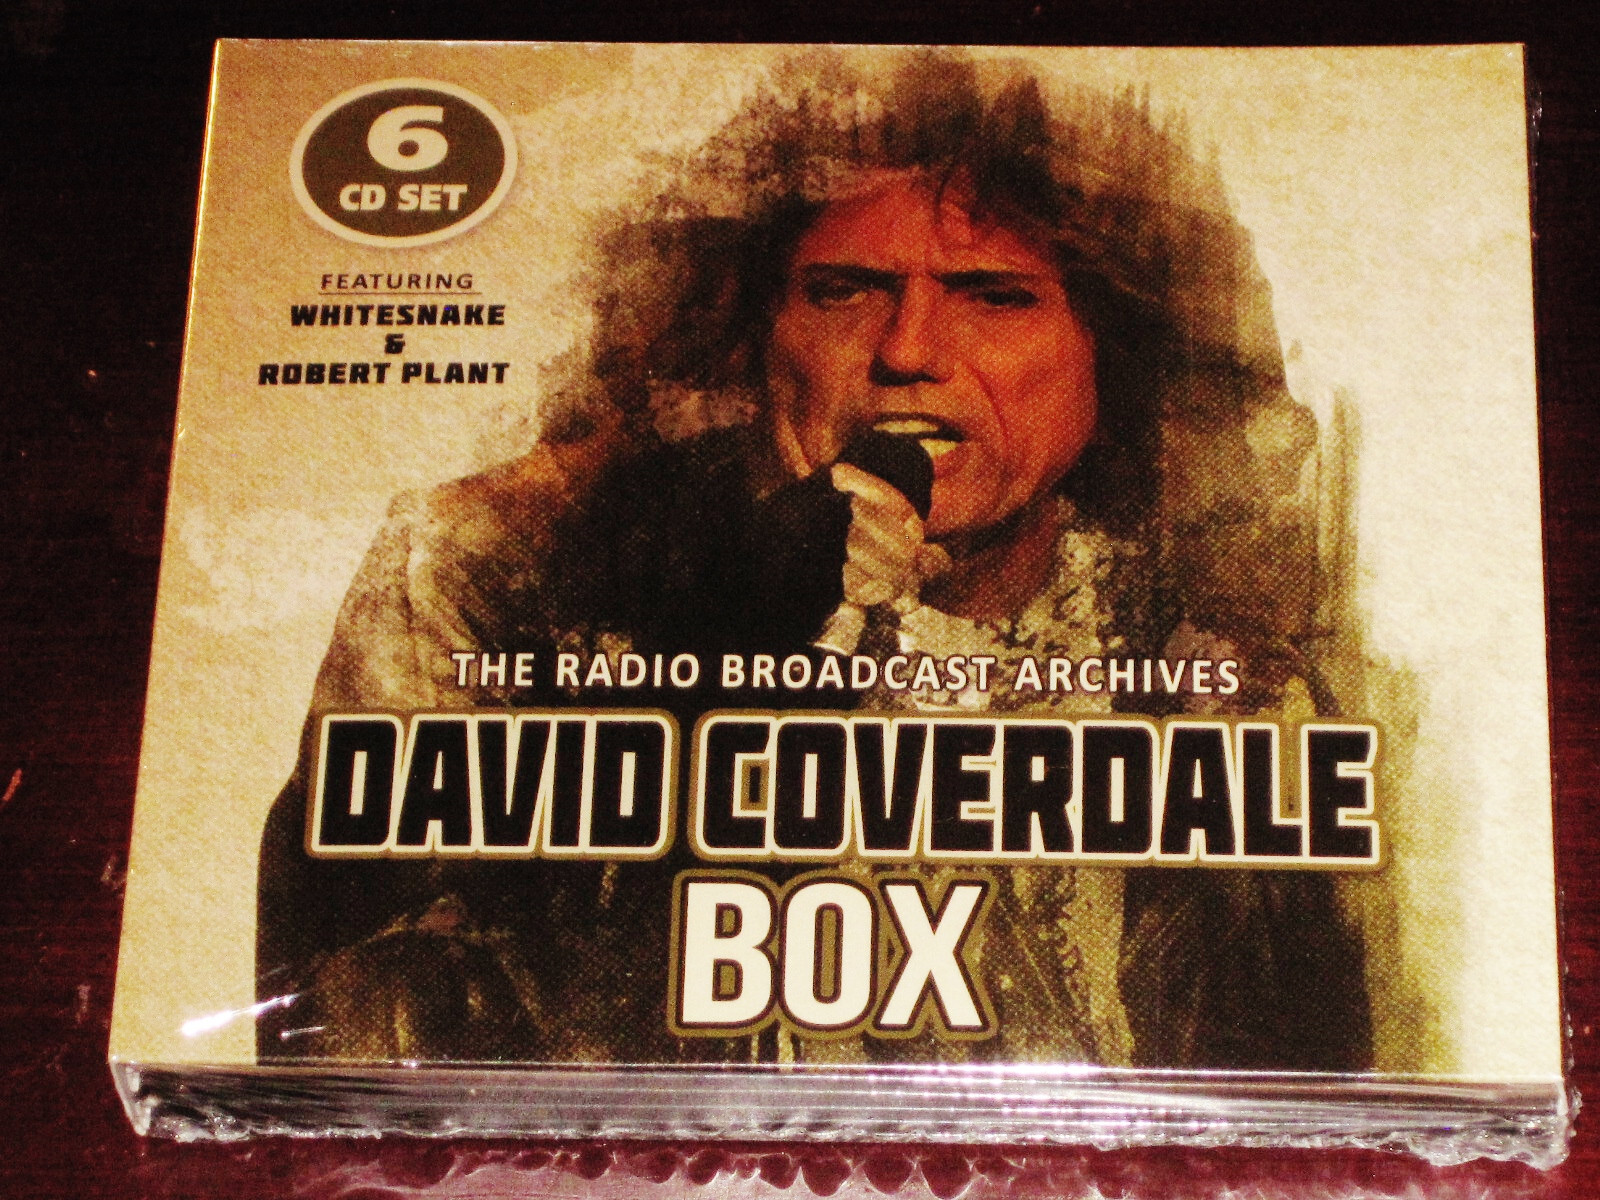 6
CD SET
FEATURING
WHITESNAKE
&
ROBERT PLANT
THE RADIO BROADCAST ARCHIVES
DAVID COVERDALE
BOX